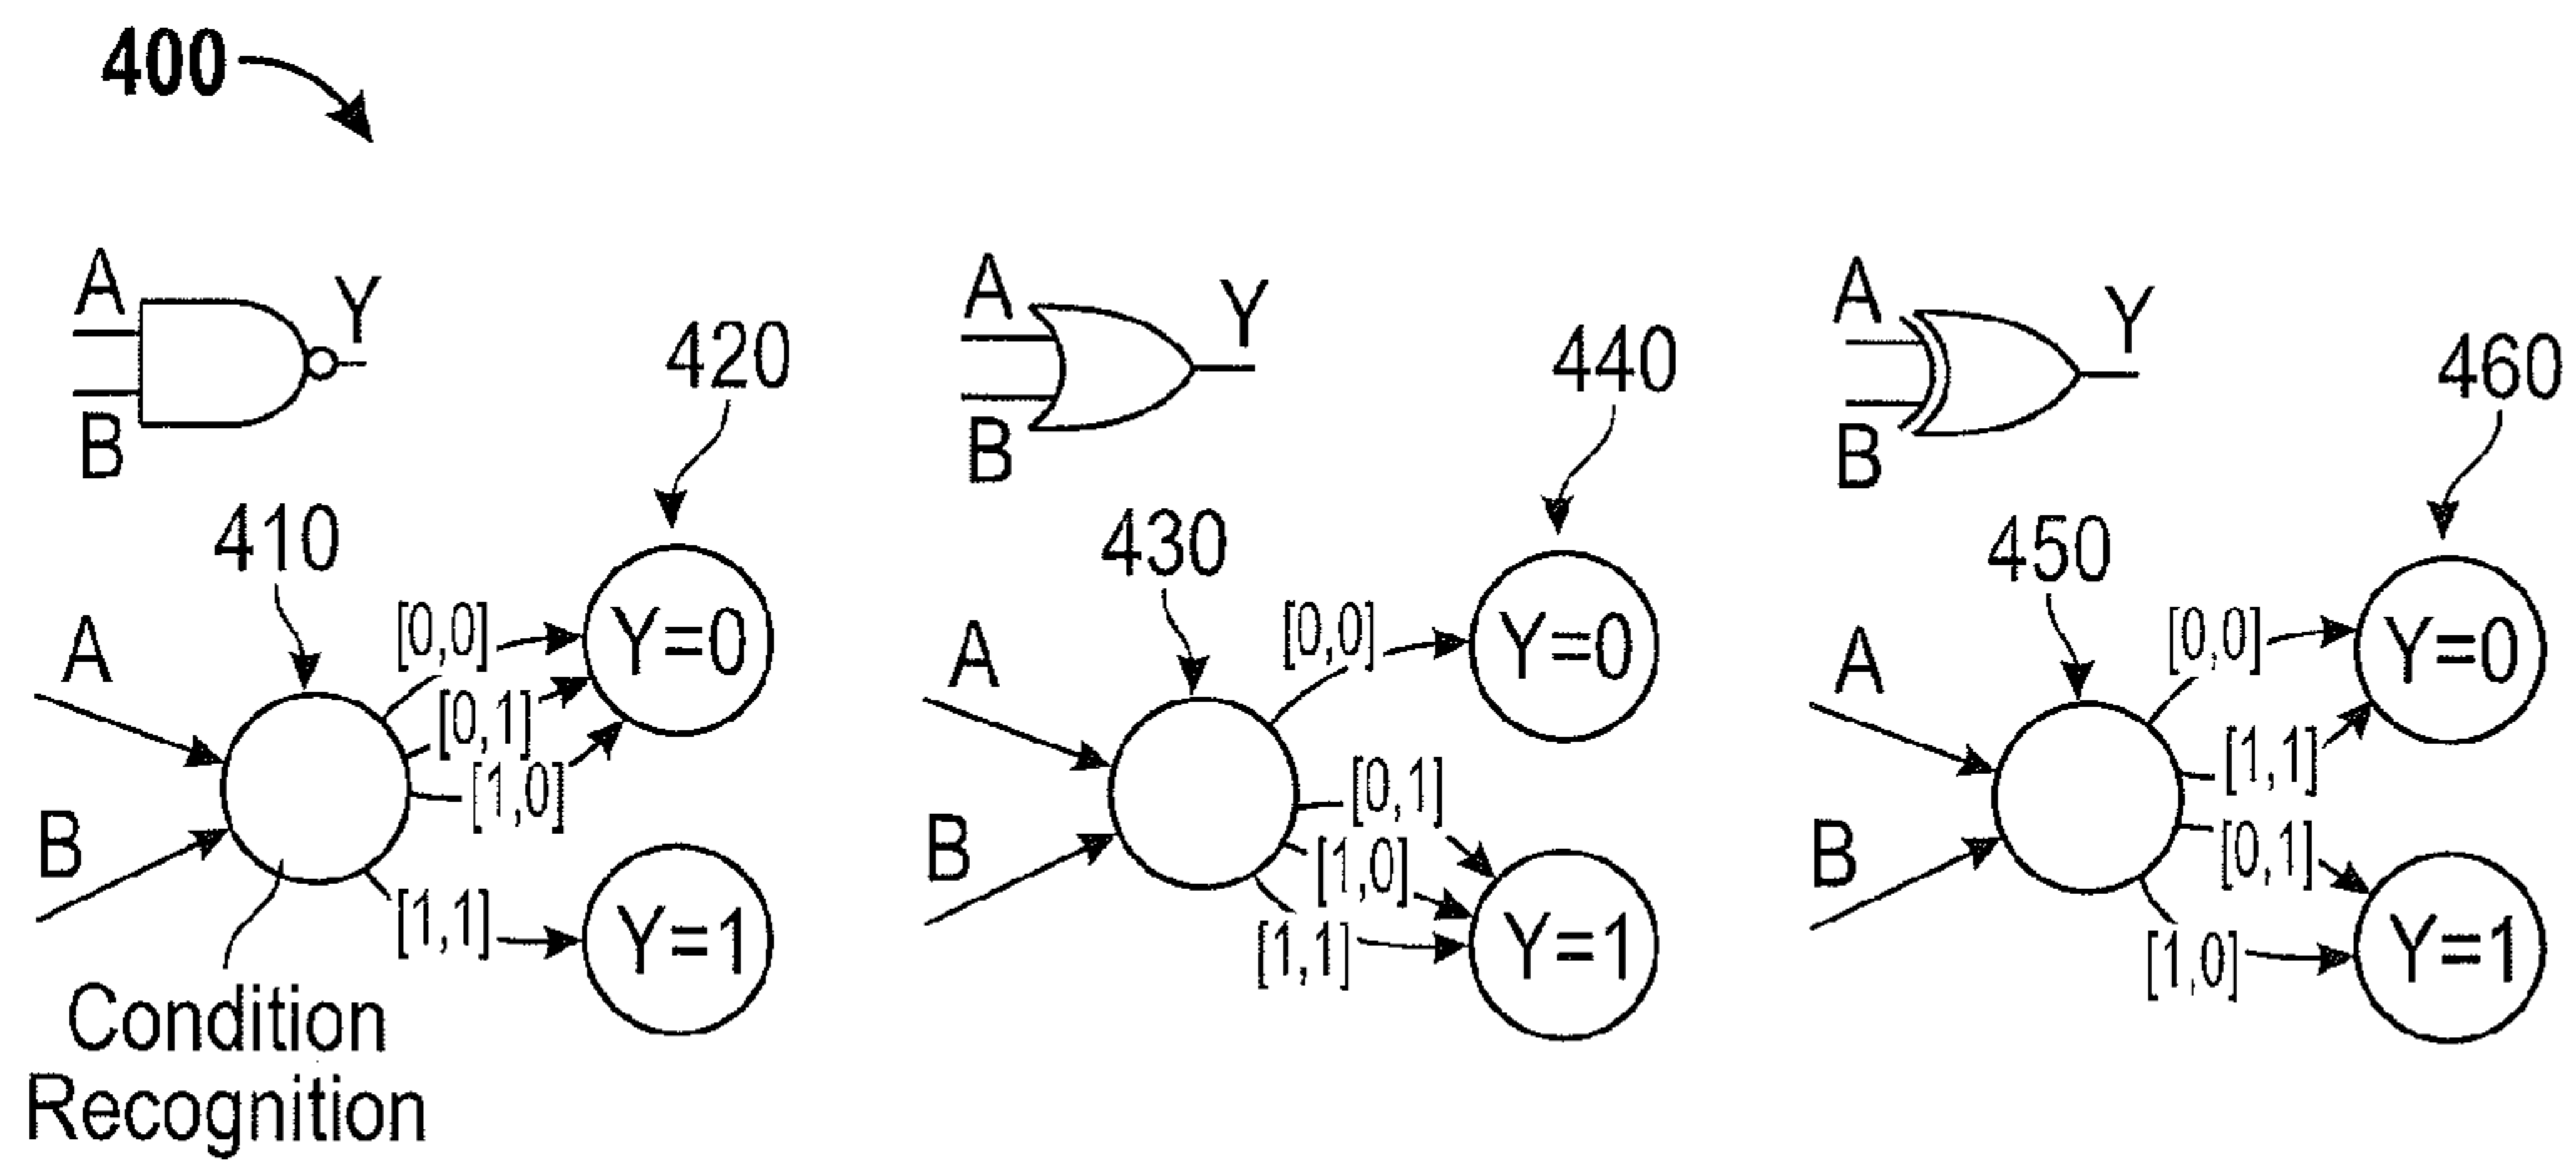 400
A
Y
B
420
A
Y
B
440
A
Y
B
460
410
A
B
[0,0]
[0,1]
[1,0]
[1,1]
Y=0
Y=1
Condition
Recognition
430
A
B
[0,0]
[0,1]
[1,0]
[1,1]
Y=0
Y=1
450
A
B
[0,0]
[1,1]
[0,1]
[1,0]
Y=0
Y=1